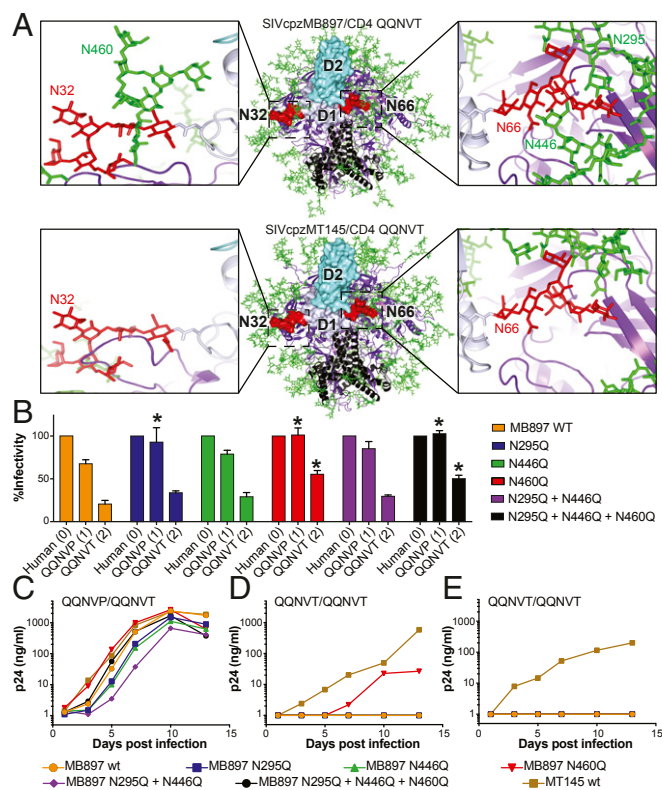 A
SIVcpzMB897/CD4 QQNVT
N460
N32
D2
N32
D1
N66
N295
N66
N446
SIVcpzMT145/CD4 QQNVT
N32
D2
N32
D1
N66
N66
B
%Infectivity
100
50
0
*
*
*
*
*
Human (0)
QQNVP (1)
QQNVT (2)
Human (0)
QQNVP (1)
QQNVT (2)
Human (0)
QQNVP (1)
QQNVT (2)
Human (0)
QQNVP (1)
QQNVT (2)
Human (0)
QQNVP (1)
QQNVT (2)
Human (0)
QQNVP (1)
QQNVT (2)
MB897 WT
N295Q
N446Q
N460Q
N295Q + N446Q
N295Q + N446Q + N460Q
C QQNVP/QQNVT
p24 (ng/ml)
1000
100
10
1
0 5 10 15
Days post infection
D QQNVT/QQNVT
p24 (ng/ml)
1000
100
10
1
0 5 10 15
Days post infection
E QQNVT/QQNVT
p24 (ng/ml)
1000
100
10
1
0 5 10 15
Days post infection
MB897 wt MB897 N295Q MB897 N446Q MB897 N460Q
MB897 N295Q + N446Q MB897 N295Q + N446Q + N460Q MT145 wt